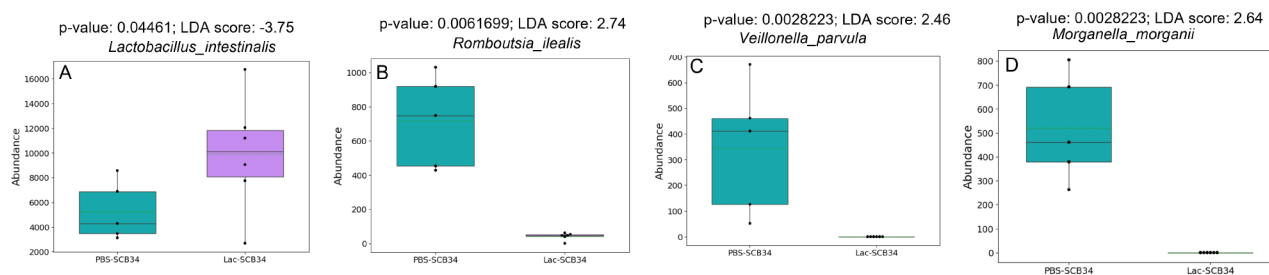 p-value: 0.04461; LDA score: -3.75
Lactobacillus_intestinalis
A
16000
14000
12000
10000
8000
6000
4000
2000
Abundance
PBS-SCB34
Lac-SCB34
p-value: 0.0061699; LDA score: 2.74
Romboutsia_ilealis
B
1000
800
600
400
200
0
Abundance
PBS-SCB34
Lac-SCB34
p-value: 0.0028223; LDA score: 2.46
Veillonella_parvula
C
700
600
500
400
300
200
100
0
Abundance
PBS-SCB34
Lac-SCB34
p-value: 0.0028223; LDA score: 2.64
Morganella_morganii
D
800
700
600
500
400
300
200
100
0
Abundance
PBS-SCB34
Lac-SCB34